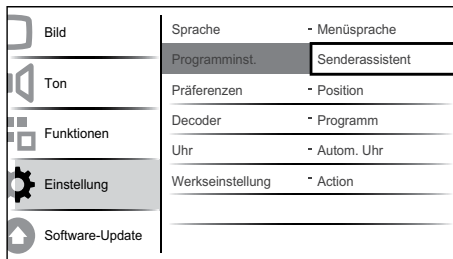 Bild
Ton
Funktionen
Einstellung
Software-Update
Sprache - Menüsprache
Programminst. Senderassistent
Präferenzen - Position
Decoder - Programm
Uhr - Autom. Uhr
Werkseinstellung - Action